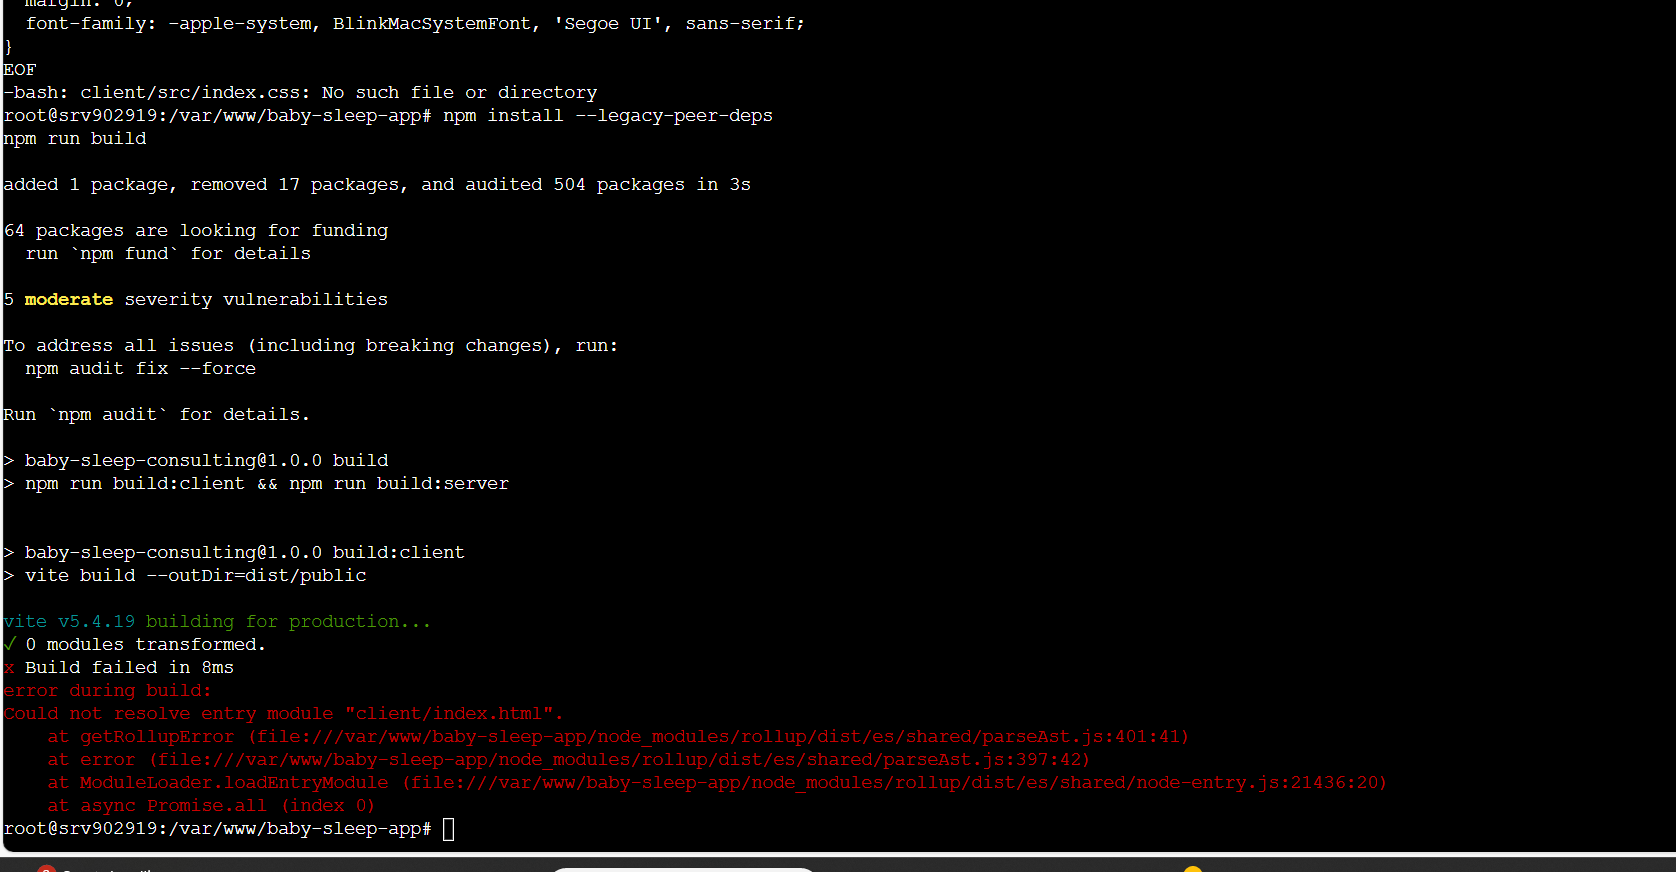 margin: 0;
font-family: -apple-system, BlinkMacSystemFont, 'Segoe UI', sans-serif;
}
EOF
-bash: client/src/index.css: No such file or directory
root@srv902919:/var/www/baby-sleep-app# npm install --legacy-peer-deps
npm run build
added 1 package, removed 17 packages, and audited 504 packages in 3s
64 packages are looking for funding
run `npm fund` for details
5 moderate severity vulnerabilities
To address all issues (including breaking changes), run:
npm audit fix --force
Run `npm audit` for details.
> baby-sleep-consulting@1.0.0 build
> npm run build:client && npm run build:server
> baby-sleep-consulting@1.0.0 build:client
> vite build --outDir=dist/public
vite v5.4.19 building for production...
✓ 0 modules transformed.
x Build failed in 8ms
error during build:
Could not resolve entry module "client/index.html".
at getRollupError (file:///var/www/baby-sleep-app/node_modules/rollup/dist/es/shared/parseAst.js:401:41)
at error (file:///var/www/baby-sleep-app/node_modules/rollup/dist/es/shared/parseAst.js:397:42)
at ModuleLoader.loadEntryModule (file:///var/www/baby-sleep-app/node_modules/rollup/dist/es/shared/node-entry.js:21436:20)
at async Promise.all (index 0)
root@srv902919:/var/www/baby-sleep-app#